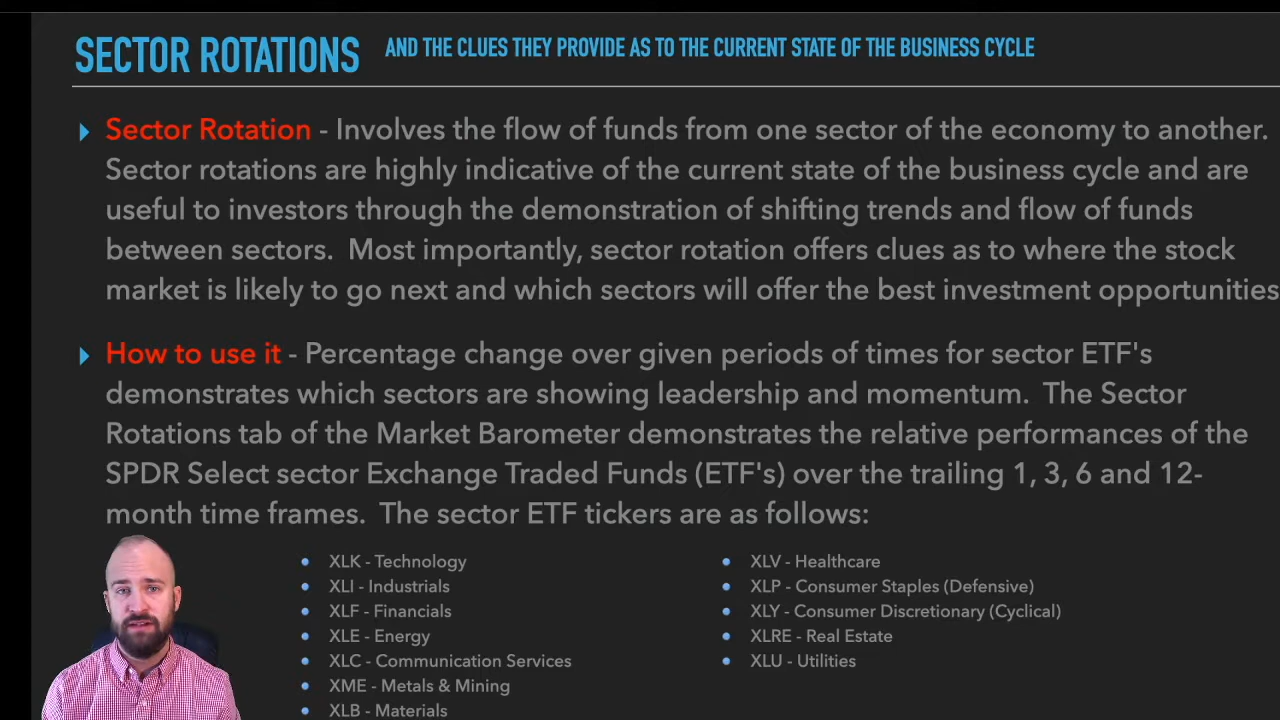 SECTOR ROTATIONS AND THE CLUES THEY PROVIDE AS TO THE CURRENT STATE OF THE BUSINESS CYCLE
Sector Rotation - Involves the flow of funds from one sector of the economy to another.
Sector rotations are highly indicative of the current state of the business cycle and are
useful to investors through the demonstration of shifting trends and flow of funds
between sectors. Most importantly, sector rotation offers clues as to where the stock
market is likely to go next and which sectors will offer the best investment opportunities
How to use it - Percentage change over given periods of times for sector ETF's
demonstrates which sectors are showing leadership and momentum. The Sector
Rotations tab of the Market Barometer demonstrates the relative performances of the
SPDR Select sector Exchange Traded Funds (ETF's) over the trailing 1, 3, 6 and 12-
month time frames. The sector ETF tickers are as follows:
XLK - Technology
XLI - Industrials
XLF - Financials
XLE - Energy
XLC - Communication Services
XME - Metals & Mining
XLB - Materials
XLV - Healthcare
XLP - Consumer Staples (Defensive)
XLY - Consumer Discretionary (Cyclical)
XLRE - Real Estate
XLU - Utilities